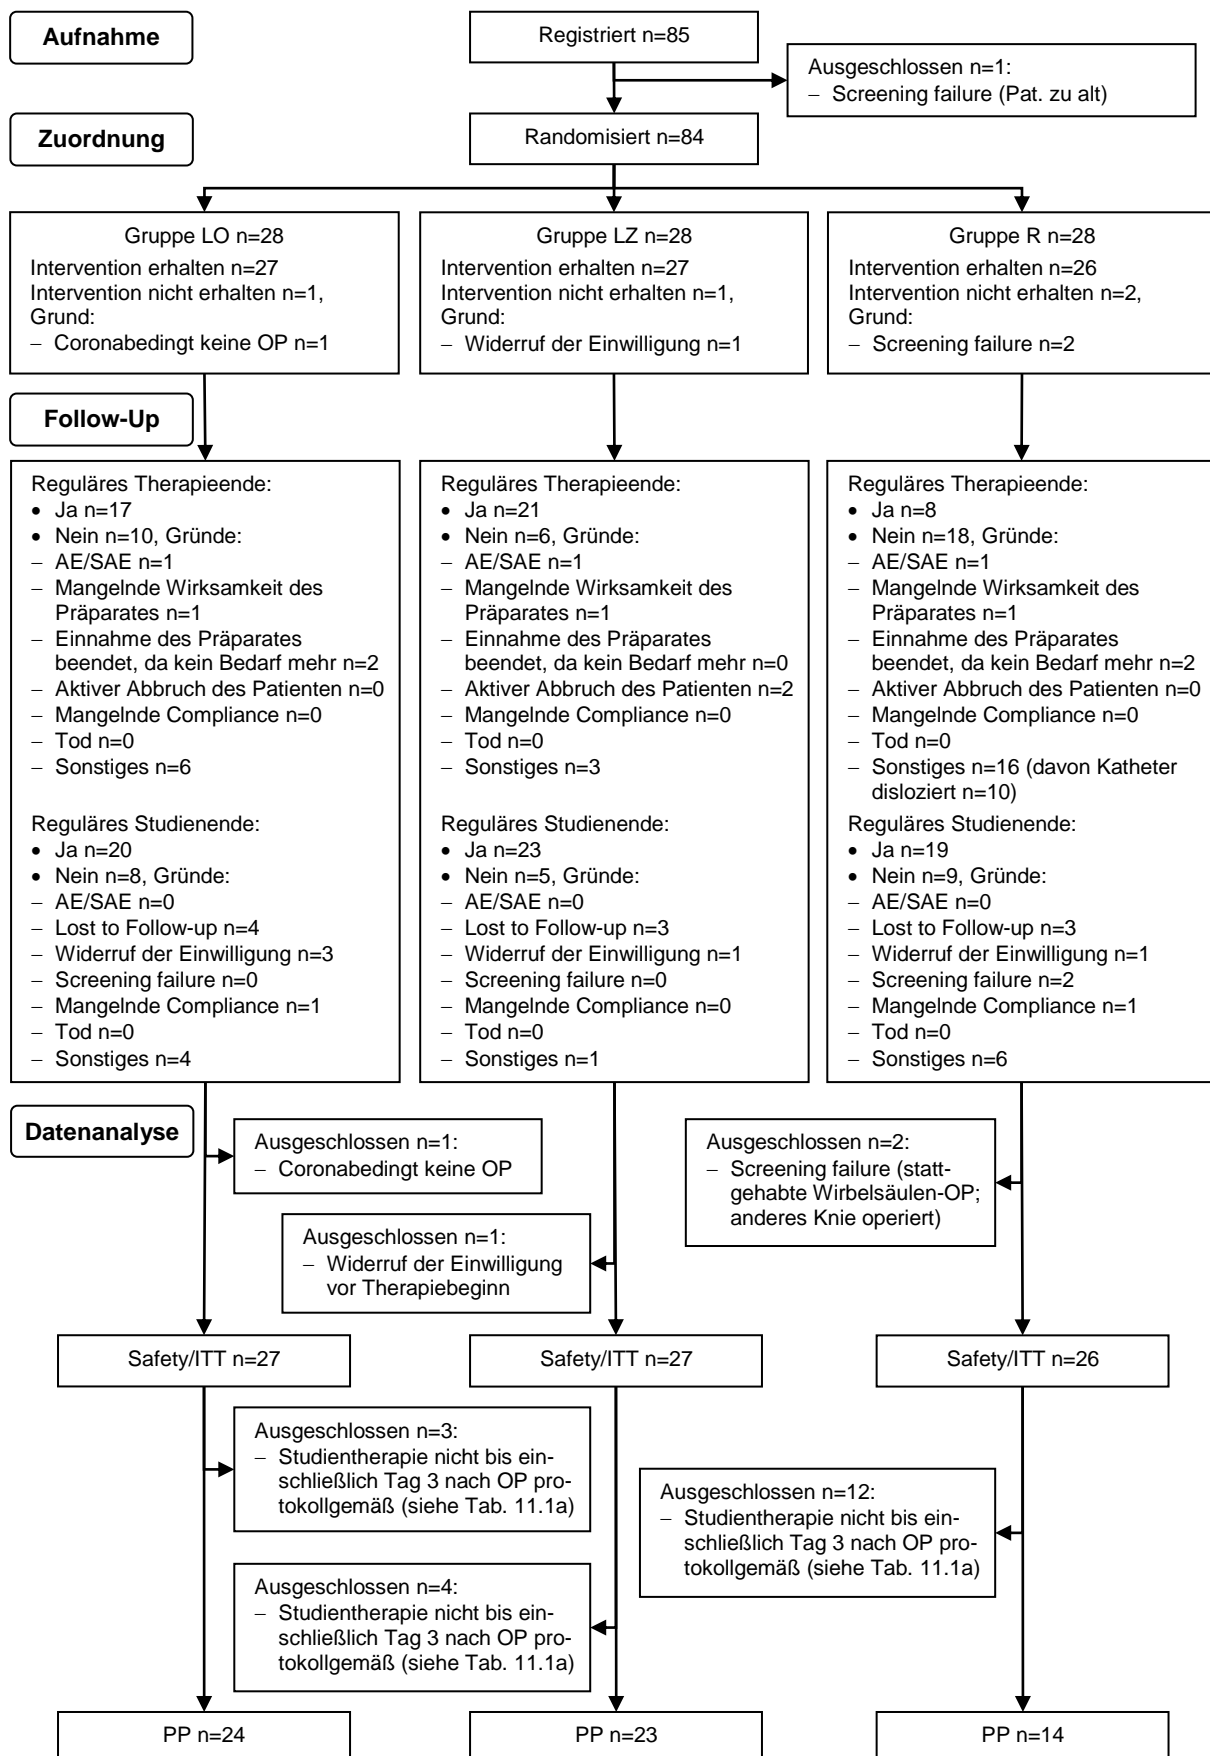 Aufnahme
Registriert n=85
Ausgeschlossen n=1:
– Screening failure (Pat. zu alt)
Zuordnung
Randomisiert n=84
Gruppe LO n=28
Intervention erhalten n=27
Intervention nicht erhalten n=1,
Grund:
– Coronabedingt keine OP n=1
Gruppe LZ n=28
Intervention erhalten n=27
Intervention nicht erhalten n=1,
Grund:
– Widerruf der Einwilligung n=1
Gruppe R n=28
Intervention erhalten n=26
Intervention nicht erhalten n=2,
Grund:
– Screening failure n=2
Follow-Up
Reguläres Therapieende:
• Ja n=17
• Nein n=10, Gründe:
– AE/SAE n=1
– Mangelnde Wirksamkeit des
Präparates n=1
– Einnahme des Präparates
beendet, da kein Bedarf mehr n=2
– Aktiver Abbruch des Patienten n=0
– Mangelnde Compliance n=0
– Tod n=0
– Sonstiges n=6
Reguläres Studienende:
• Ja n=20
• Nein n=8, Gründe:
– AE/SAE n=0
– Lost to Follow-up n=4
– Widerruf der Einwilligung n=3
– Screening failure n=0
– Mangelnde Compliance n=1
– Tod n=0
– Sonstiges n=4
Reguläres Therapieende:
• Ja n=21
• Nein n=6, Gründe:
– AE/SAE n=1
– Mangelnde Wirksamkeit des
Präparates n=1
– Einnahme des Präparates
beendet, da kein Bedarf mehr n=0
– Aktiver Abbruch des Patienten n=2
– Mangelnde Compliance n=0
– Tod n=0
– Sonstiges n=3
Reguläres Studienende:
• Ja n=23
• Nein n=5, Gründe:
– AE/SAE n=0
– Lost to Follow-up n=3
– Widerruf der Einwilligung n=1
– Screening failure n=0
– Mangelnde Compliance n=0
– Tod n=0
– Sonstiges n=1
Reguläres Therapieende:
• Ja n=8
• Nein n=18, Gründe:
– AE/SAE n=1
– Mangelnde Wirksamkeit des
Präparates n=1
– Einnahme des Präparates
beendet, da kein Bedarf mehr n=2
– Aktiver Abbruch des Patienten n=0
– Mangelnde Compliance n=0
– Tod n=0
– Sonstiges n=16 (davon Katheter
disloziert n=10)
Reguläres Studienende:
• Ja n=19
• Nein n=9, Gründe:
– AE/SAE n=0
– Lost to Follow-up n=3
– Widerruf der Einwilligung n=1
– Screening failure n=2
– Mangelnde Compliance n=1
– Tod n=0
– Sonstiges n=6
Datenanalyse
Ausgeschlossen n=1:
– Coronabedingt keine OP
Ausgeschlossen n=1:
– Widerruf der Einwilligung
vor Therapiebeginn
Ausgeschlossen n=2:
– Screening failure (statt-
gehabte Wirbelsäulen-OP;
anderes Knie operiert)
Safety/ITT n=27
Safety/ITT n=27
Safety/ITT n=26
Ausgeschlossen n=3:
– Studientherapie nicht bis ein-
schließlich Tag 3 nach OP pro-
tokollgemäß (siehe Tab. 11.1a)
Ausgeschlossen n=4:
– Studientherapie nicht bis ein-
schließlich Tag 3 nach OP pro-
tokollgemäß (siehe Tab. 11.1a)
Ausgeschlossen n=12:
– Studientherapie nicht bis ein-
schließlich Tag 3 nach OP pro-
tokollgemäß (siehe Tab. 11.1a)
PP n=24
PP n=23
PP n=14